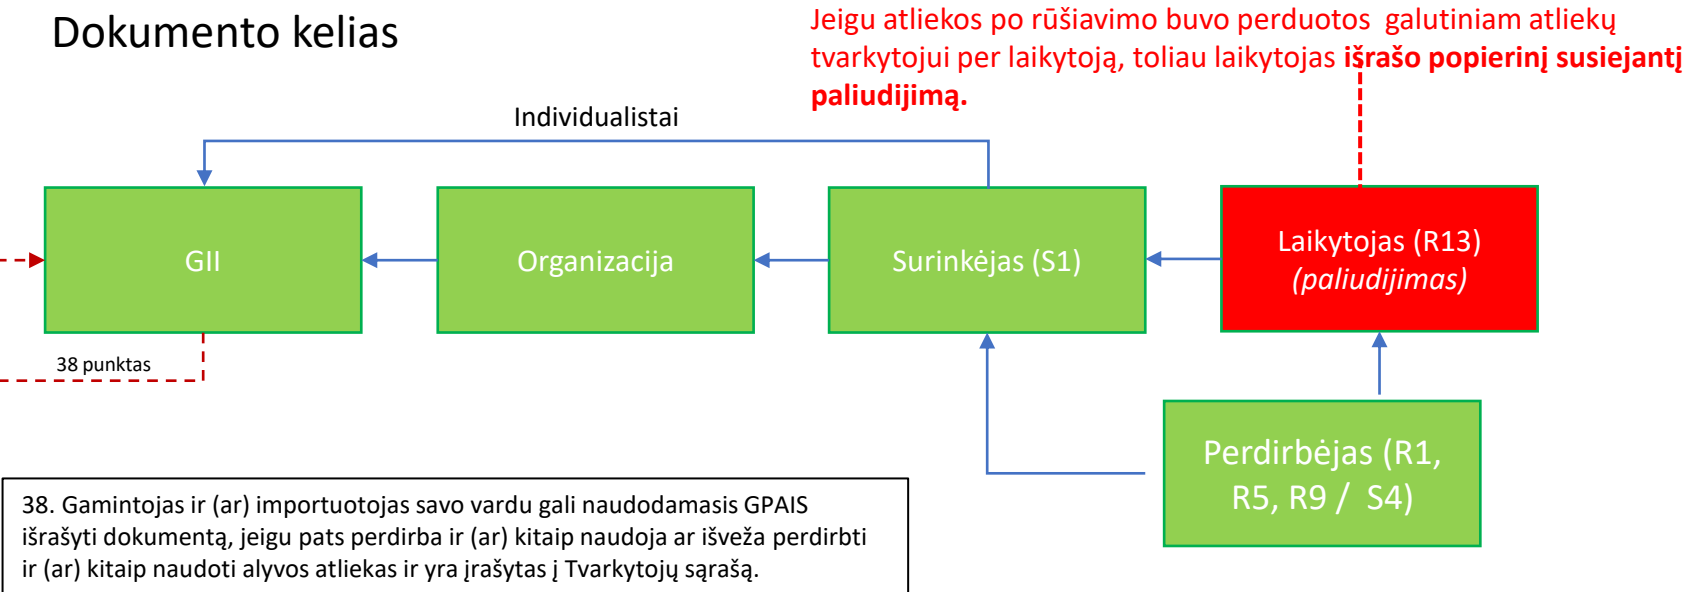 Dokumento kelias
Jeigu atliekos po rūšiavimo buvo perduotos galutiniam atliekų
tvarkytojui per laikytoją, toliau laikytojas išrašo popierinį susiejantį
paliudijimą.
Individualistai
GII
Organizacija
Surinkėjas (S1)
Laikytojas (R13)
(paliudijimas)
38 punktas
Perdirbėjas (R1,
R5, R9 / S4)
38. Gamintojas ir (ar) importuotojas savo vardu gali naudodamasis GPAIS
išrašyti dokumentą, jeigu pats perdirba ir (ar) kitaip naudoja ar išveža perdirbti
ir (ar) kitaip naudoti alyvos atliekas ir yra įrašytas į Tvarkytojų sąrašą.